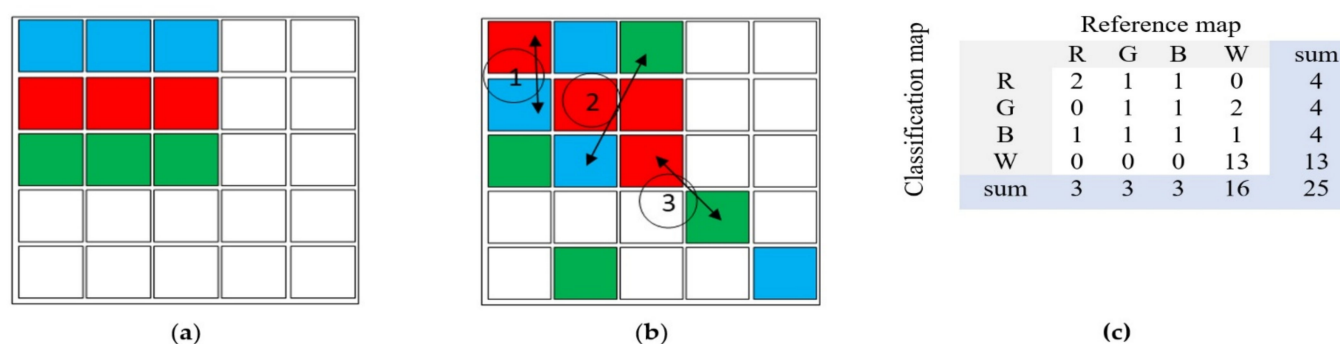 1
2
3
(a)
(b)
Classification map
Reference map
R G B W sum
R 2 1 1 0 4
G 0 1 1 2 4
B 1 1 1 1 4
W 0 0 0 13 13
sum 3 3 3 16 25
(c)